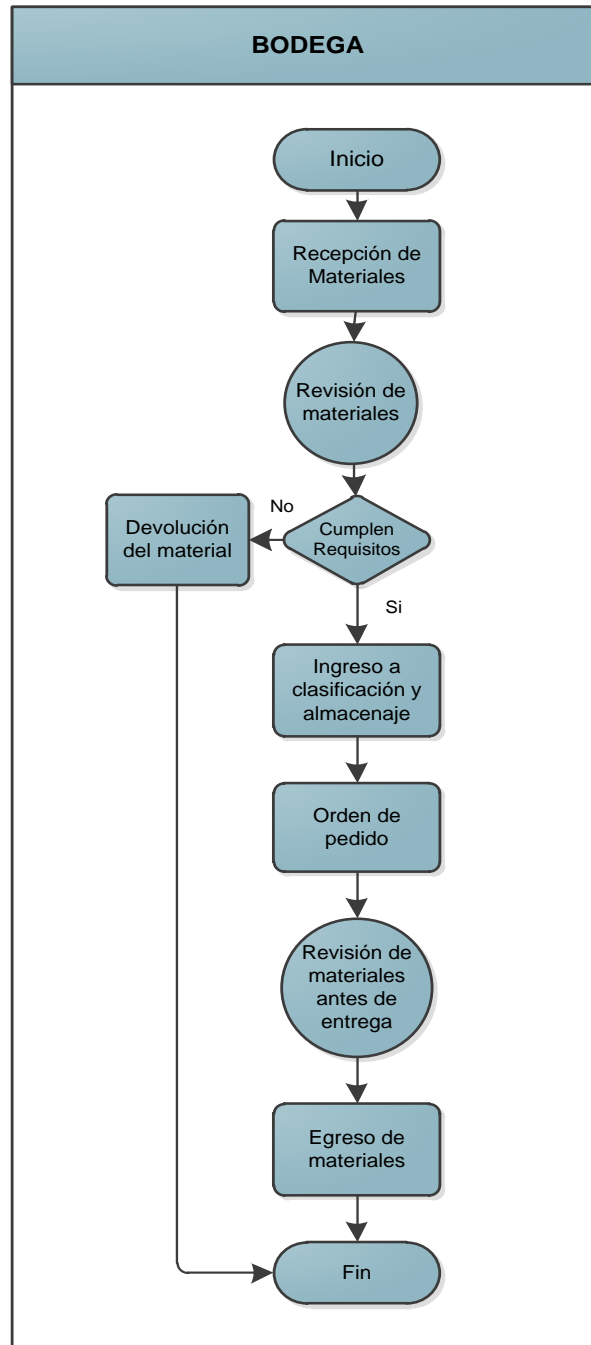 BODEGA
Inicio
Recepción de
Materiales
Revisión de
materiales
No
Devolución
del material
Cumplen
Requisitos
Si
Ingreso a
clasificación y
almacenaje
Orden de
pedido
Revisión de
materiales
antes de
entrega
Egreso de
materiales
Fin